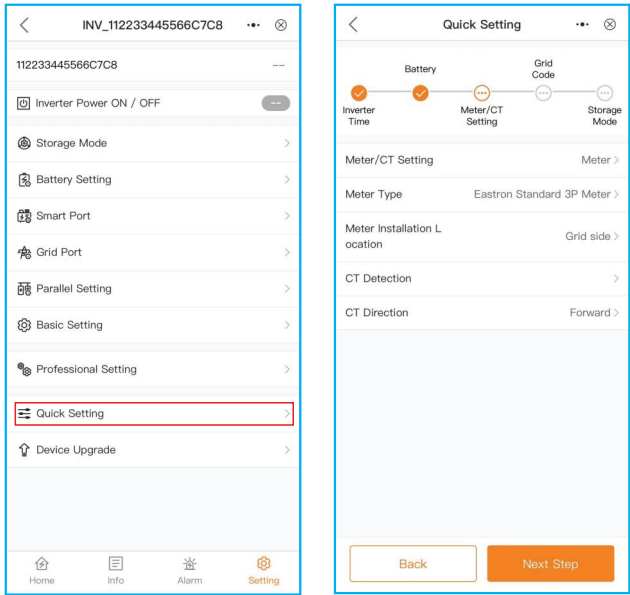 INV_112233445566C7C8
112233445566C7C8 --
Inverter Power ON / OFF --
Storage Mode
Battery Setting
Smart Port
Grid Port
Parallel Setting
Basic Setting
Professional Setting
Quick Setting
Device Upgrade
Home Info Alarm Setting
Quick Setting
Battery
Grid
Code
Inverter
Time
Meter/CT
Setting
Storage
Mode
Meter/CT Setting Meter
Meter Type Eastron Standard 3P Meter
Meter Installation L
ocation
Grid side
CT Detection
CT Direction Forward
Back Next Step